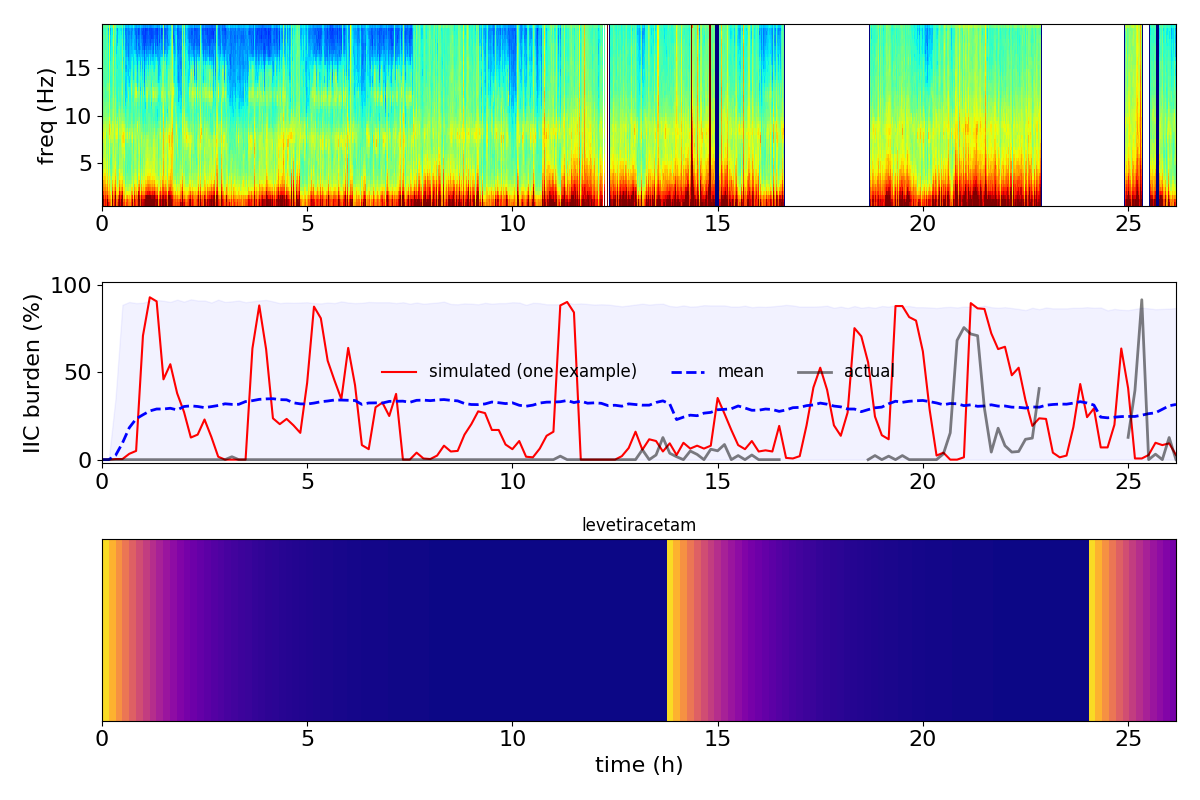 freq (Hz)
15
10
5
0 5 10 15 20 25
IIC burden (%)
100
50
0
simulated (one example) mean actual
0 5 10 15 20 25
levetiracetam
0 5 10 15 20 25
time (h)